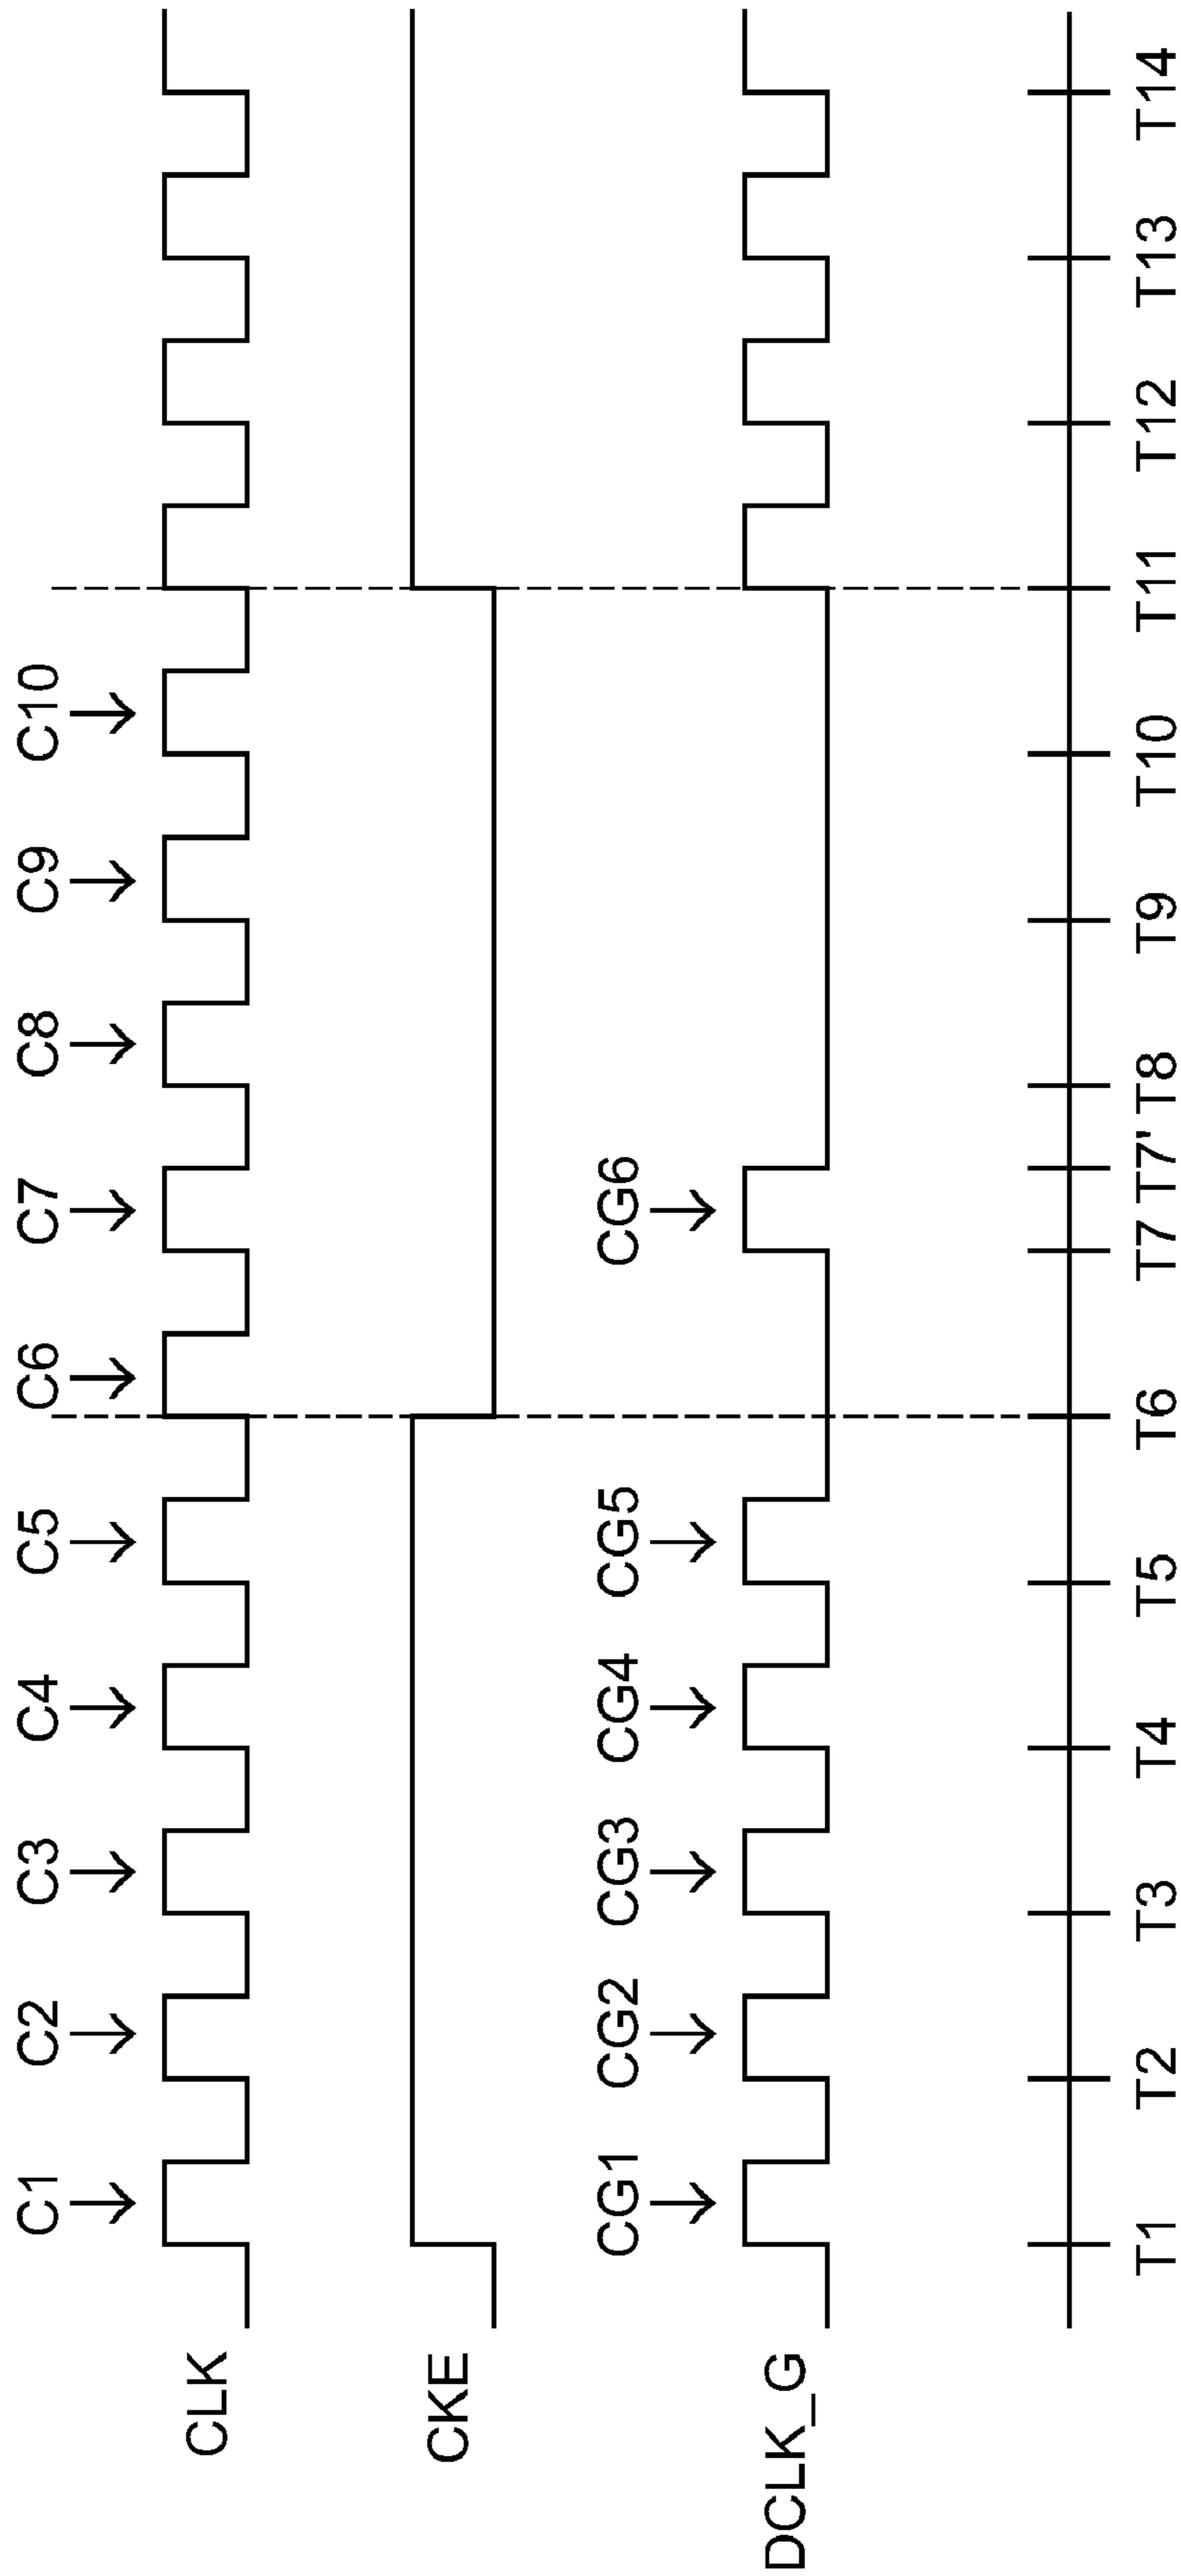 C1 C2 C3 C4 C5 C6 C7 C8 C9 C10
CLK
CKE
CG1 CG2 CG3 CG4 CG5 CG6
DCLK_G
T1 T2 T3 T4 T5 T6 T7 T7' T8 T9 T10 T11 T12 T13 T14